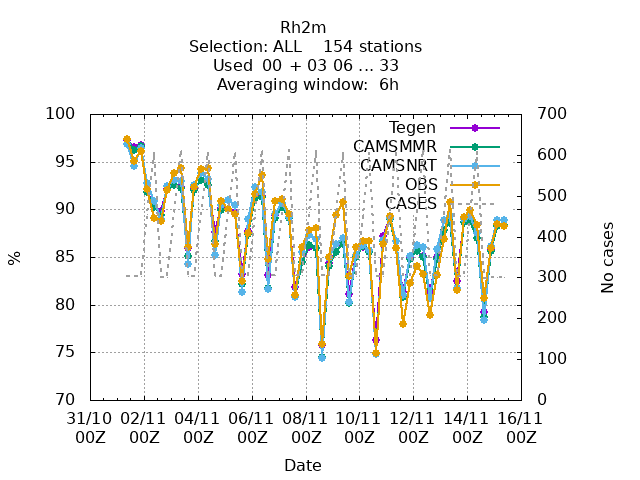 Rh2m
Selection: ALL 154 stations
Used 00 + 03 06 ... 33
Averaging window: 6h
100 700
Tegen
CAMSMMR
95 600
CAMSNRT
OBS
90 500
CASES
400
85 300
80 200
75 100
70 0
%
No cases
31/10 02/11 04/11 06/11 08/11 10/11 12/11 14/11 16/11
00Z 00Z 00Z 00Z 00Z 00Z 00Z 00Z 00Z
Date